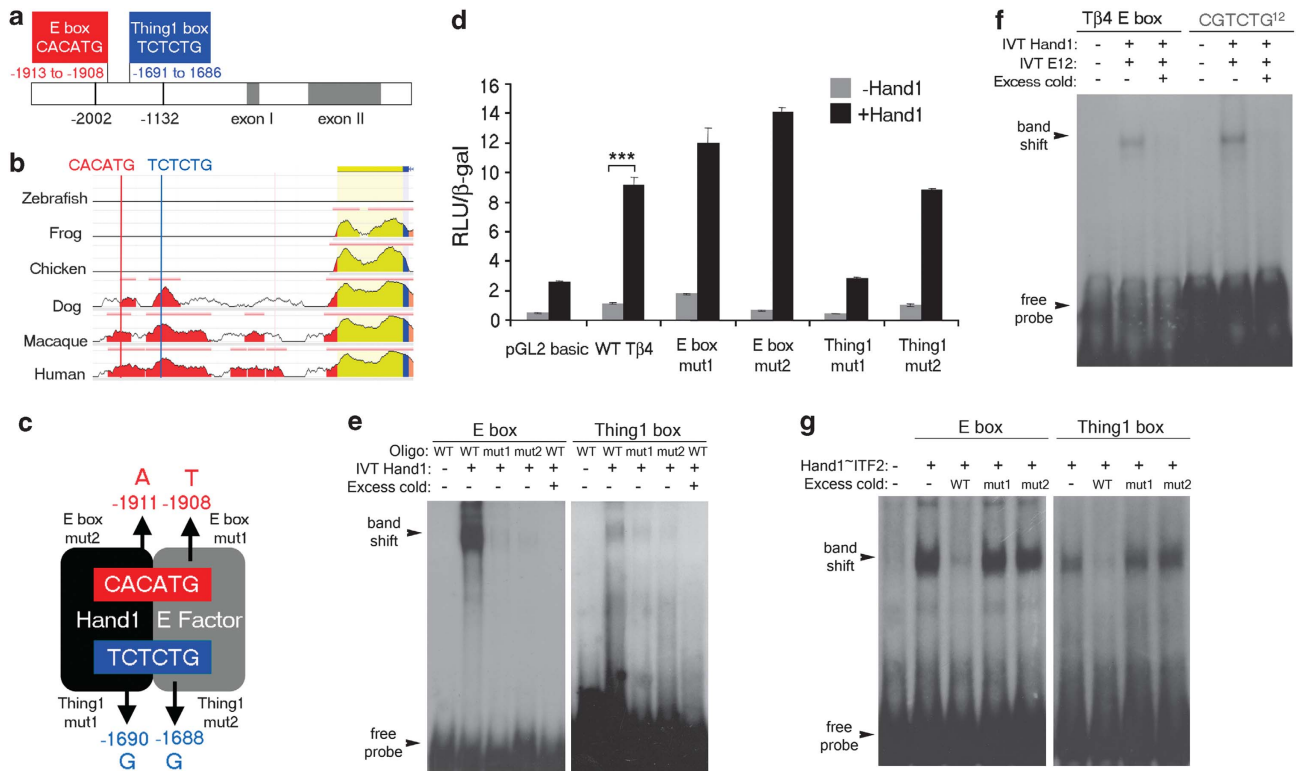 a
E box
CACATG
Thing1 box
TCTCTG
-1913 to -1908
-1691 to 1686
-2002
-1132
exon I
exon II
b
CACATG
TCTCTG
Zebrafish
Frog
Chicken
Dog
Macaque
Human
c
A
T
-1911
-1908
E box
mut2
E box
mut1
CACATG
Hand1
E Factor
TCTCTG
Thing1
mut1
Thing1
mut2
-1690
-1688
G
G
d
RLU/β-gal
16
14
12
10
8
6
4
2
0
-Hand1
+Hand1
***
pGL2 basic
WT Tβ4
E box
mut1
E box
mut2
Thing1
mut1
Thing1
mut2
e
E box
Thing1 box
Oligo: WT WT mut1 mut2 WT WT WT mut1 mut2 WT
IVT Hand1: - + + + + - + + + +
Excess cold: - - - - + - - - - +
band
shift
free
probe
f
Tβ4 E box
CGTCTG¹²
IVT Hand1: - + + - + +
IVT E12: - + + - + +
Excess cold: - - + - - +
band
shift
free
probe
g
E box
Thing1 box
Hand1~ITF2: - + + + + + + + +
Excess cold: - - WT mut1 mut2 - WT mut1 mut2
band
shift
free
probe